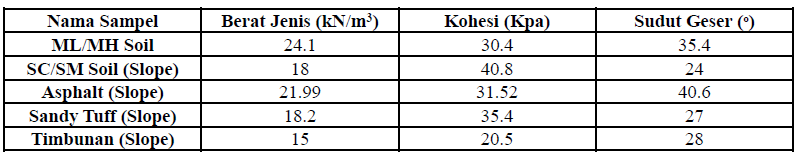 Nama Sampel Berat Jenis (kN/m³) Kohesi (Kpa) Sudut Geser (º)
ML/MH Soil 24.1 30.4 35.4
SC/SM Soil (Slope) 18 40.8 24
Asphalt (Slope) 21.99 31.52 40.6
Sandy Tuff (Slope) 18.2 35.4 27
Timbunan (Slope) 15 20.5 28